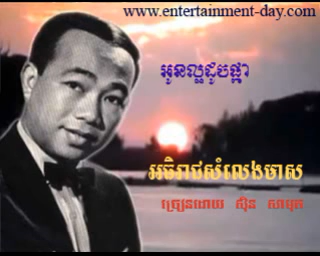 www.entertainment-day.com
អូនល្អដូចផ្កា
អធិរាជសំលេងមាស
ច្រៀងដោយ ស៊ីន សាមុត